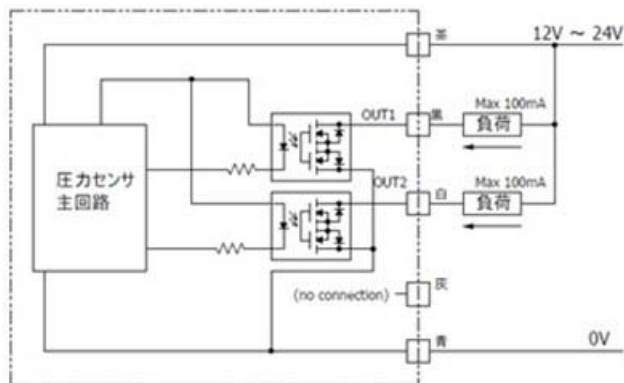 茶
12V ～ 24V
OUT1
黒
Max 100mA
負荷
圧力センサ
主回路
OUT2
白
Max 100mA
負荷
(no connection)
灰
青
0V